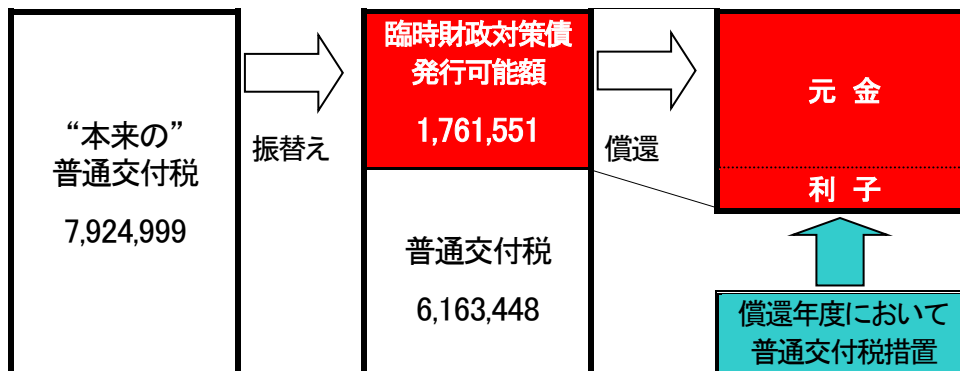 “本来の”
普通交付税
7,924,999
振替え
臨時財政対策債
発行可能額
1,761,551
普通交付税
6,163,448
償還
元 金
利 子
償還年度において
普通交付税措置